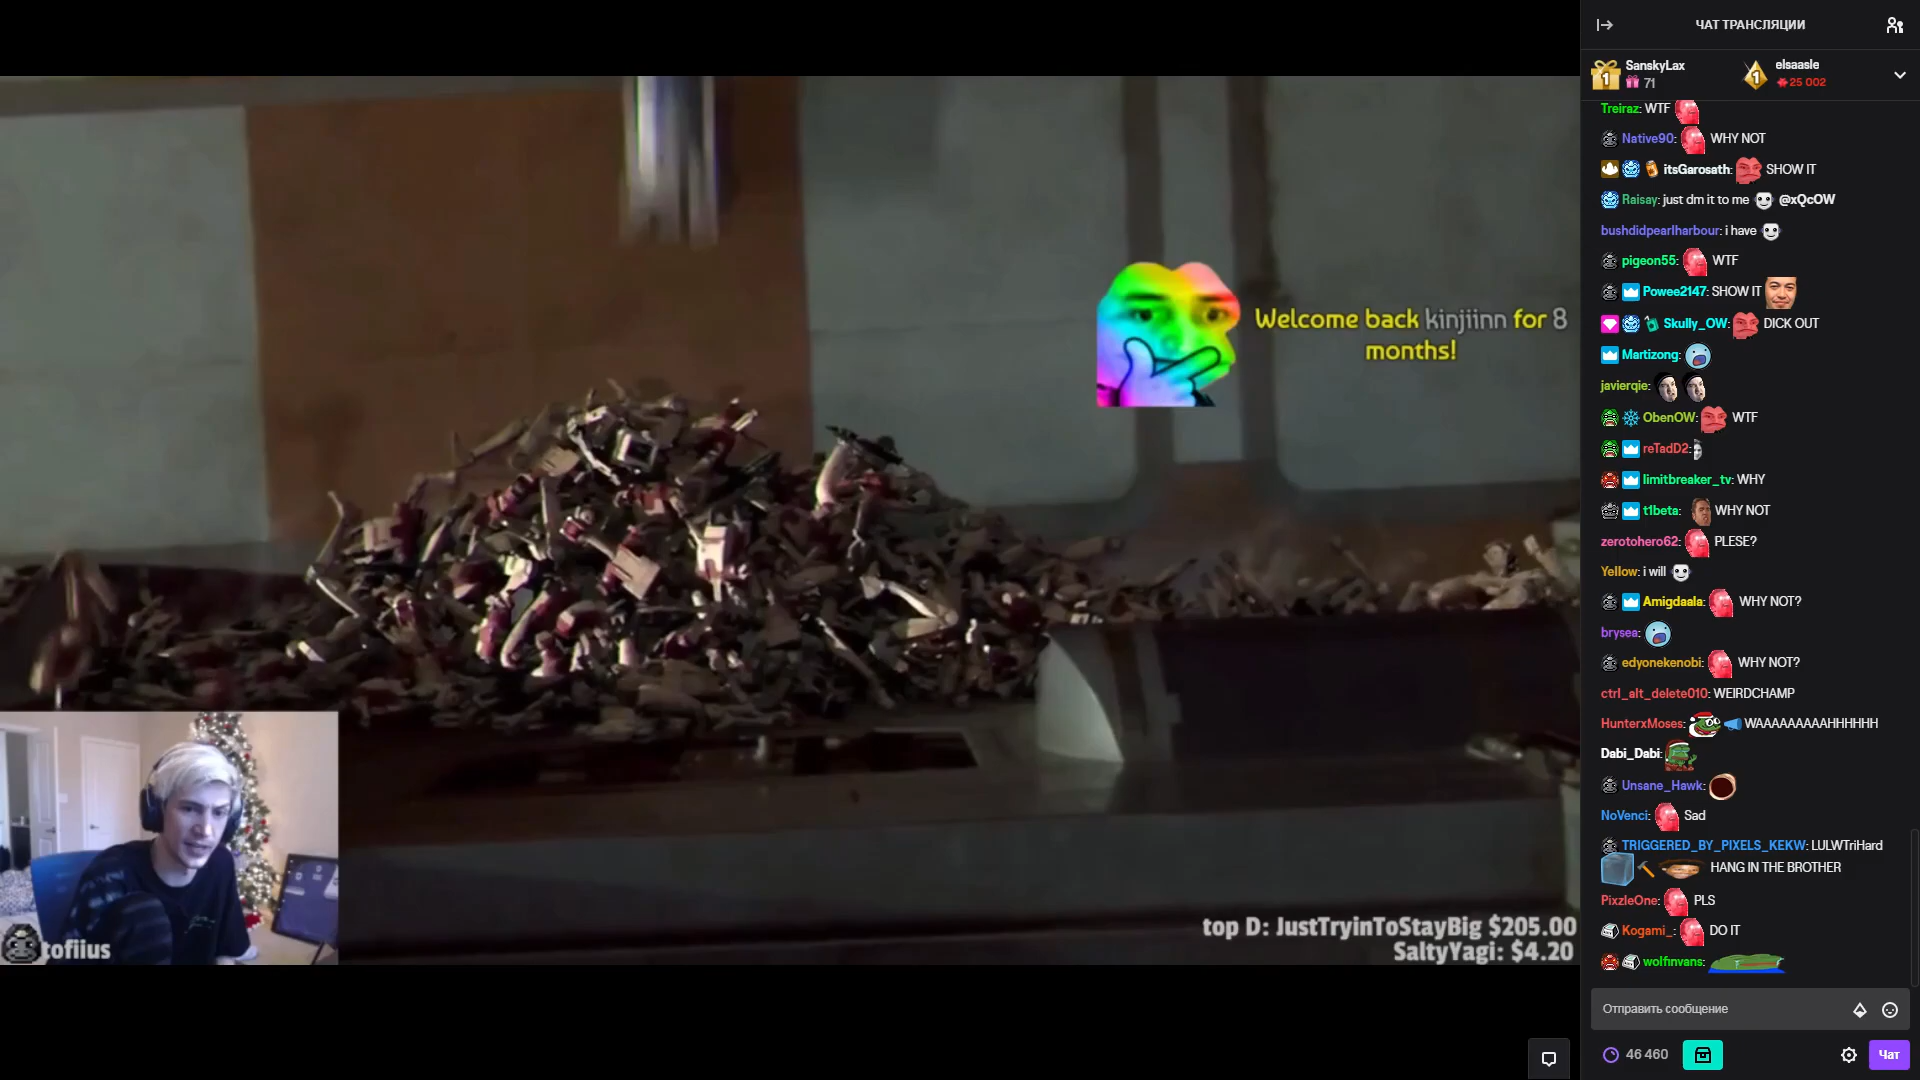 ЧАТ ТРАНСЛЯЦИИ
1 SanskyLax
71
1 elsaasle
25 002
Treiraz: WTF
Native90: WHY NOT
itsGarosath: SHOW IT
Raisay: just dm it to me @xQcOW
bushdidpearlharbour: i have
pigeon55: WTF
Powee2147: SHOW IT
Skully_OW: DICK OUT
Martizong:
javierqie:
ObenOW: WTF
reTadD2:
limitbreaker_tv: WHY
t1beta: WHY NOT
zerotohero62: PLESE?
Yellow: i will
Amigdaala: WHY NOT?
brysea:
edyonekenobi: WHY NOT?
ctrl_alt_delete010: WEIRDCHAMP
HunterxMoses: WAAAAAAAAAHHHHHH
Dabi_Dabi:
Unsane_Hawk:
NoVenci: Sad
TRIGGERED_BY_PIXELS_KEKW: LULWTriHard
HANG IN THE BROTHER
PixzleOne: PLS
Kogami_: DO IT
wolfinvans:
Отправить сообщение
46 460
Чат
Welcome back kinjiinn for 8
months!
top D: JustTryinToStayBig $205.00
SaltyYagi: $4.20
tofiius